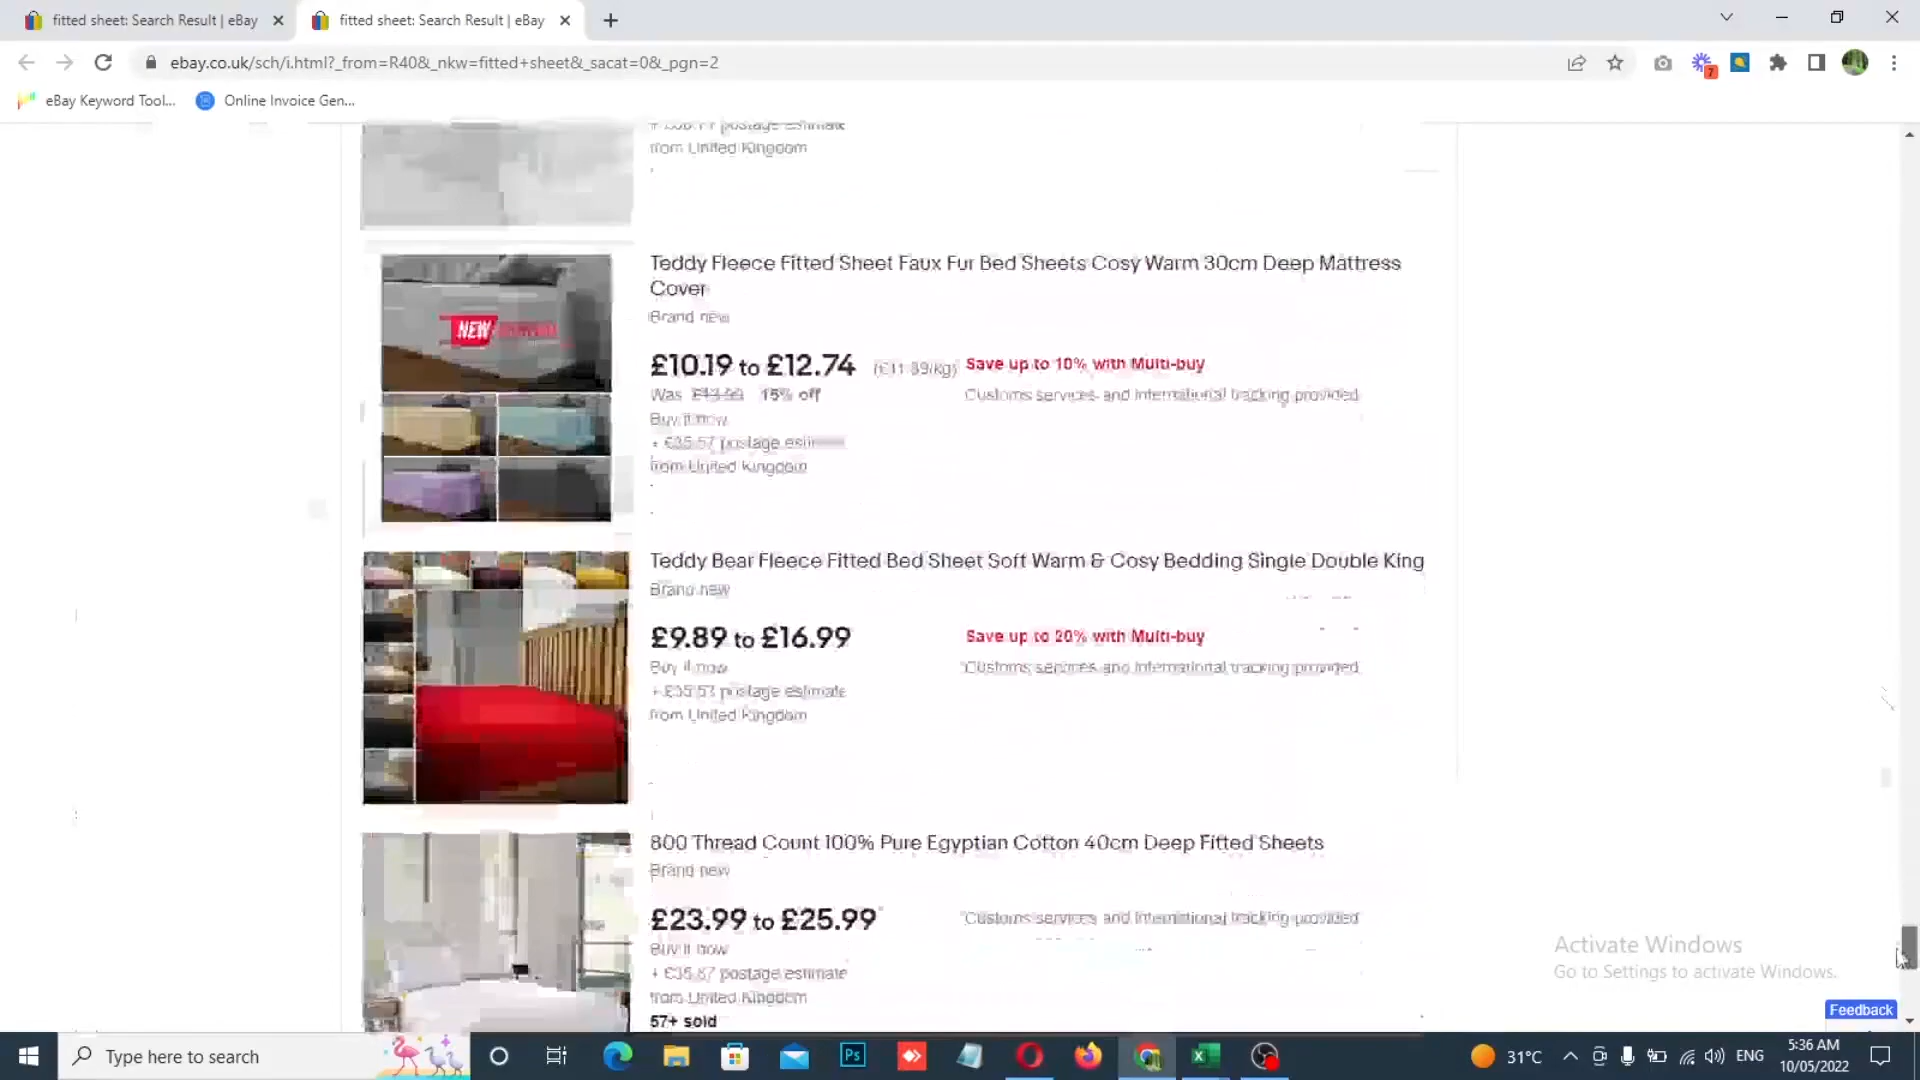 fitted sheet: Search Result | eBay
fitted sheet: Search Result | eBay
ebay.co.uk/sch/i.html?_from=R40&_nkw=fitted+sheet&_sacat=0&_pgn=2
7
eBay Keyword Tool...
Online Invoice Gen...
postage estimate
from United Kingdom
NEW
Teddy Fleece Fitted Sheet Faux Fur Bed Sheets Cosy Warm 30cm Deep Mattress
Cover
Brand new
£10.19 to £12.74
Save up to 10% with Multi-buy
Was 15% off
Customs services and international tracking provided
Buy it now
+ £35.57 postage estimate
from United Kingdom
Teddy Bear Fleece Fitted Bed Sheet Soft Warm & Cosy Bedding Single Double King
Brand new
£9.89 to £16.99
Save up to 20% with Multi-buy
Buy it now
Customs services and international tracking provided
postage estimate
from United Kingdom
800 Thread Count 100% Pure Egyptian Cotton 40cm Deep Fitted Sheets
Brand new
£23.99 to £25.99
Customs services and international tracking provided
Buy it now
postage estimate
from United Kingdom
57+ sold
Activate Windows
Go to Settings to activate Windows.
Feedback
Type here to search
Ps
31°C
ENG
5:36 AM
10/05/2022